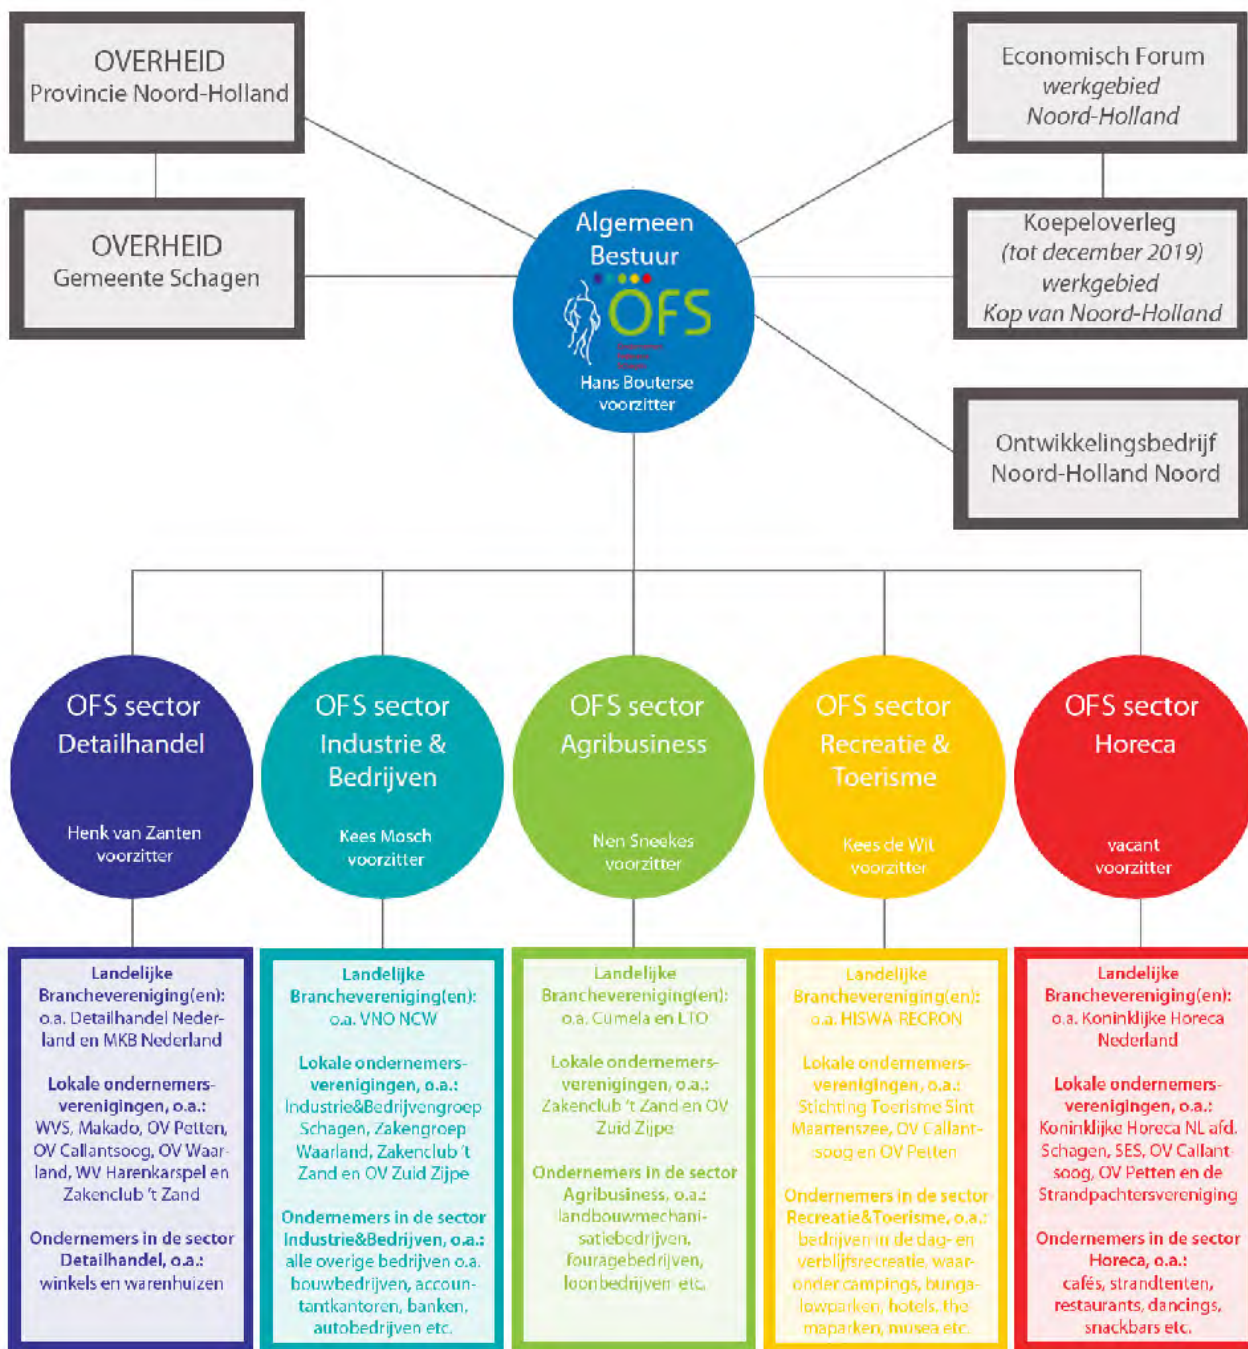 OVERHEID
Provincie Noord-Holland
OVERHEID
Gemeente Schagen
Economisch Forum
werkgebied
Noord-Holland
Koepeloverleg
(tot december 2019)
werkgebied
Kop van Noord-Holland
Ontwikkelingsbedrijf
Noord-Holland Noord
Algemeen
Bestuur
OFS
Hans Bouterse
voorzitter
OFS sector
Detailhandel
Henk van Zanten
voorzitter
OFS sector
Industrie &
Bedrijven
Kees Mosch
voorzitter
OFS sector
Agribusiness
Nen Sneekes
voorzitter
OFS sector
Recreatie &
Toerisme
Kees de Wit
voorzitter
OFS sector
Horeca
vacant
voorzitter
Landelijke
Branchevereniging(en):
o.a. Detailhandel Neder-
land en MKB Nederland
Lokale ondernemers-
verenigingen, o.a.:
WVS, Makado, OV Petten,
OV Callantsoog, OV Waar-
land, WV Harenkarspel en
Zakenclub 't Zand
Ondernemers in de sector
Detailhandel, o.a.:
winkels en warenhuizen
Landelijke
Branchevereniging(en):
o.a. VNO NCW
Lokale ondernemers-
verenigingen, o.a.:
Industrie&Bedrijvengroep
Schagen, Zakengroep
Waarland, Zakenclub 't
Zand en OV Zuid Zijpe
Ondernemers in de sector
Industrie&Bedrijven, o.a.:
alle overige bedrijven o.a.
bouwbedrijven, accoun-
tantkantoren, banken,
autobedrijven etc.
Landelijke
Branchevereniging(en):
o.a. Cumela en LTO
Lokale ondernemers-
verenigingen, o.a.:
Zakenclub 't Zand en OV
Zuid Zijpe
Ondernemers in de sector
Agribusiness, o.a.:
landbouwmechani-
satiebedrijven,
fouragebedrijven,
loonbedrijven etc.
Landelijke
Branchevereniging(en):
o.a. HISWA-RECRON
Lokale ondernemers-
verenigingen, o.a.:
Stichting Toerisme Sint
Maartenszee, OV Callant-
soog en OV Petten
Ondernemers in de sector
Recreatie&Toerisme, o.a.:
bedrijven in de dag- en
verblijfsrecreatie, waar-
onder campings, bunga-
lowparken, hotels, the
maparken, musea etc.
Landelijke
Branchevereniging(en):
o.a. Koninklijke Horeca
Nederland
Lokale ondernemers-
verenigingen, o.a.:
Koninklijke Horeca NL afd.
Schagen, SES, OV Callant-
soog, OV Petten en de
Strandpachtersvereniging
Ondernemers in de sector
Horeca, o.a.:
cafés, strandtenten,
restaurants, dancings,
snackbars etc.